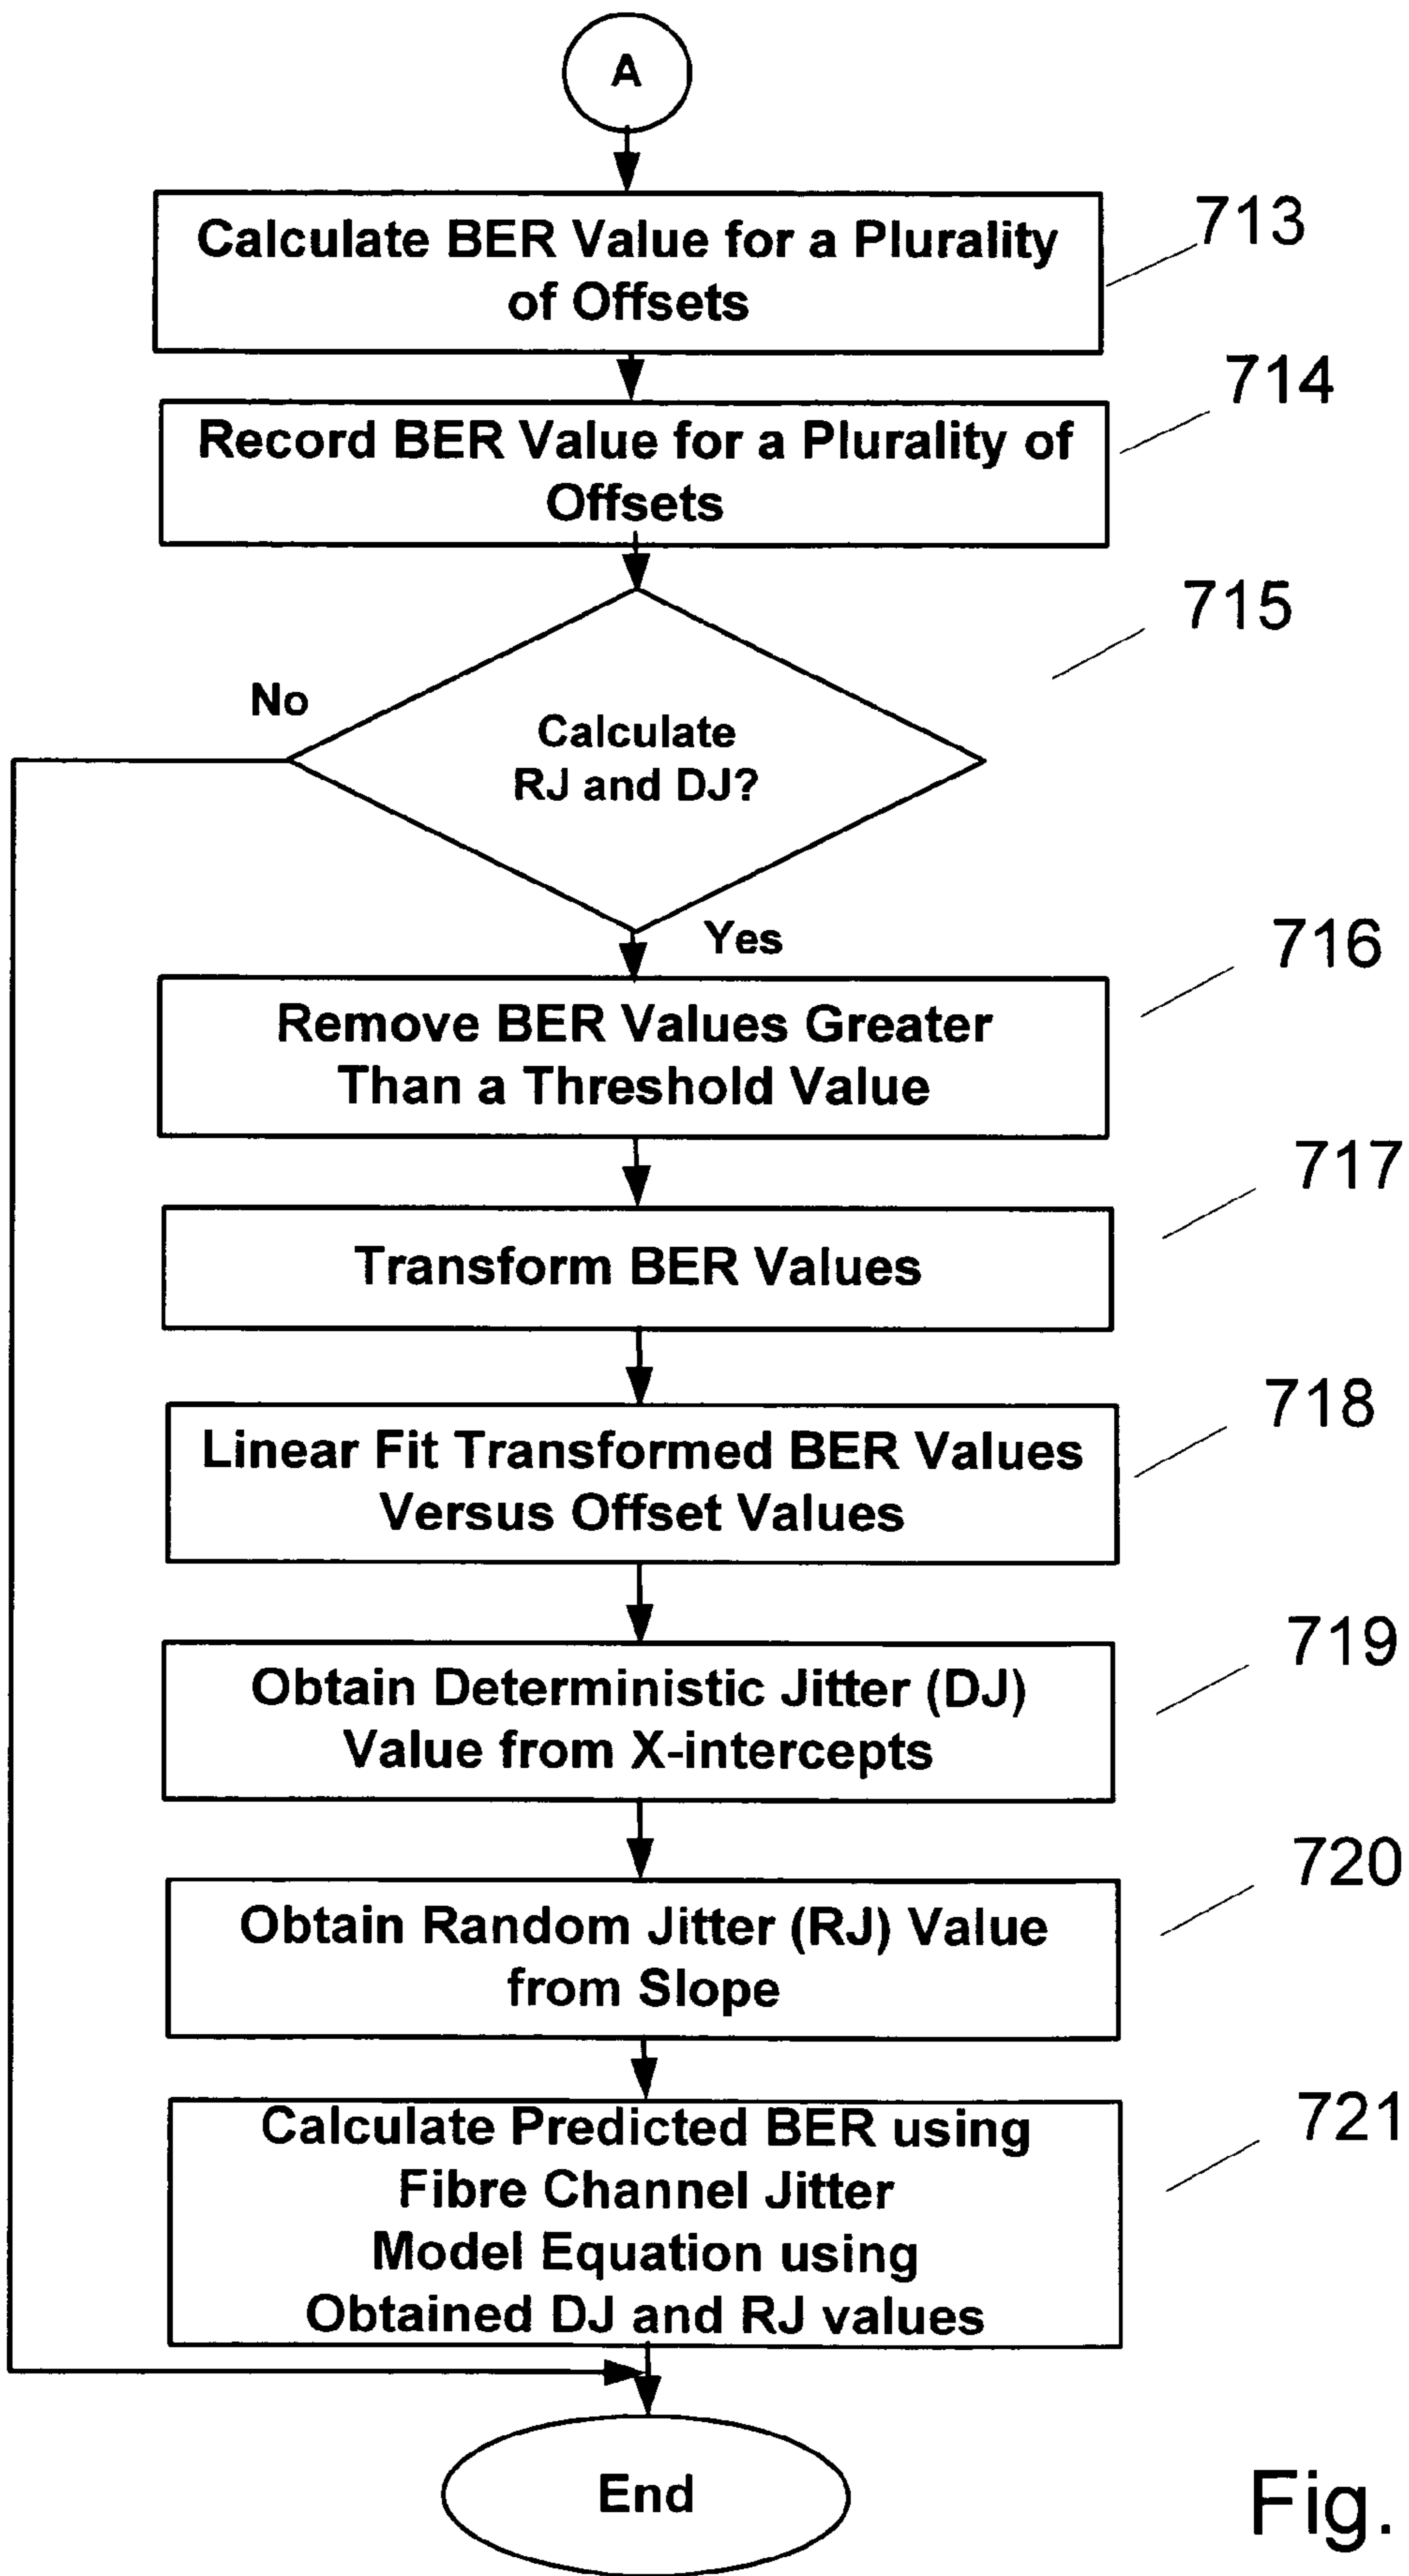 A
Calculate BER Value for a Plurality
of Offsets
713
Record BER Value for a Plurality of
Offsets
714
715
No
Calculate
RJ and DJ?
Yes
716
Remove BER Values Greater
Than a Threshold Value
717
Transform BER Values
718
Linear Fit Transformed BER Values
Versus Offset Values
719
Obtain Deterministic Jitter (DJ)
Value from X-intercepts
720
Obtain Random Jitter (RJ) Value
from Slope
721
Calculate Predicted BER using
Fibre Channel Jitter
Model Equation using
Obtained DJ and RJ values
End
Fig.